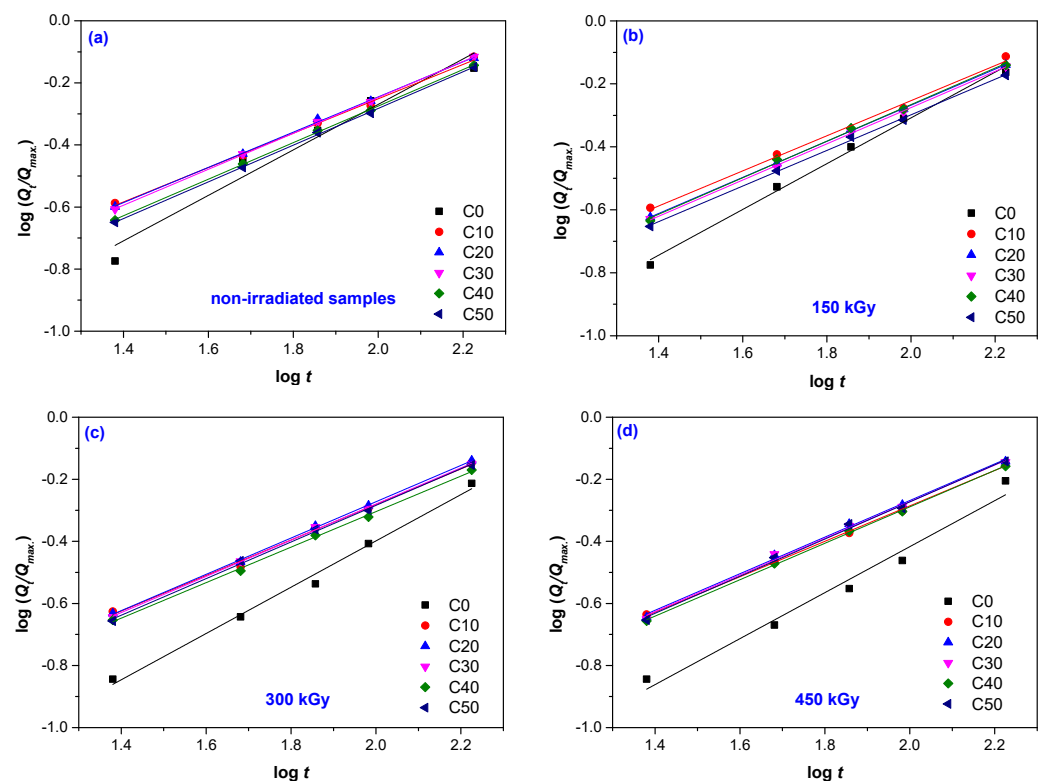 (a)
0.0
-0.2
-0.4
-0.6
-0.8
-1.0
log (Qt/Qmax.)
1.4 1.6 1.8 2.0 2.2
log t
C0
C10
C20
C30
C40
C50
non-irradiated samples
(b)
0.0
-0.2
-0.4
-0.6
-0.8
-1.0
log (Qt/Qmax.)
1.4 1.6 1.8 2.0 2.2
log t
C0
C10
C20
C30
C40
C50
150 kGy
(c)
0.0
-0.2
-0.4
-0.6
-0.8
-1.0
log (Qt/Qmax.)
1.4 1.6 1.8 2.0 2.2
log t
C0
C10
C20
C30
C40
C50
300 kGy
(d)
0.0
-0.2
-0.4
-0.6
-0.8
-1.0
log (Qt/Qmax.)
1.4 1.6 1.8 2.0 2.2
log t
C0
C10
C20
C30
C40
C50
450 kGy